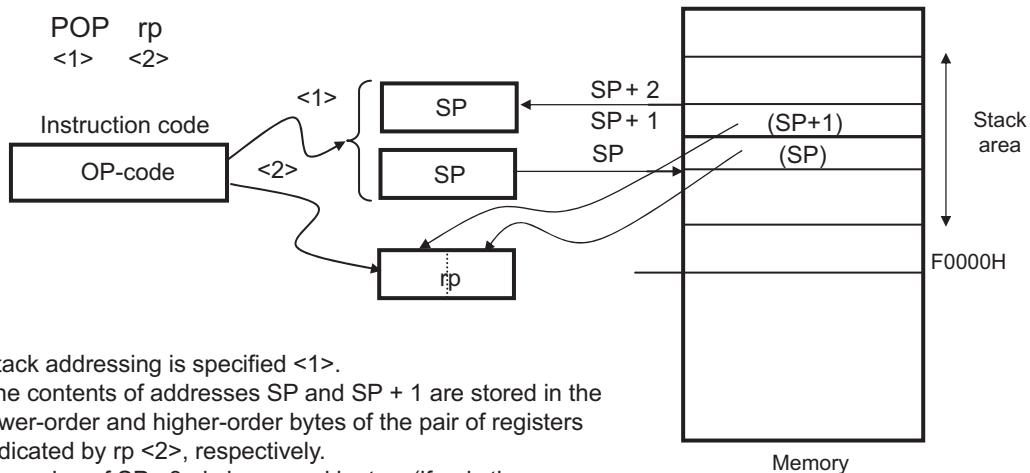 POP rp
<1> <2>
Instruction code
OP-code
<1>
<2>
SP
SP
rp
SP + 2
SP + 1
SP
(SP+1)
(SP)
Stack
area
F0000H
Memory
tack addressing is specified <1>.
he contents of addresses SP and SP + 1 are stored in the
wer-order and higher-order bytes of the pair of registers
dicated by rp <2>, respectively.